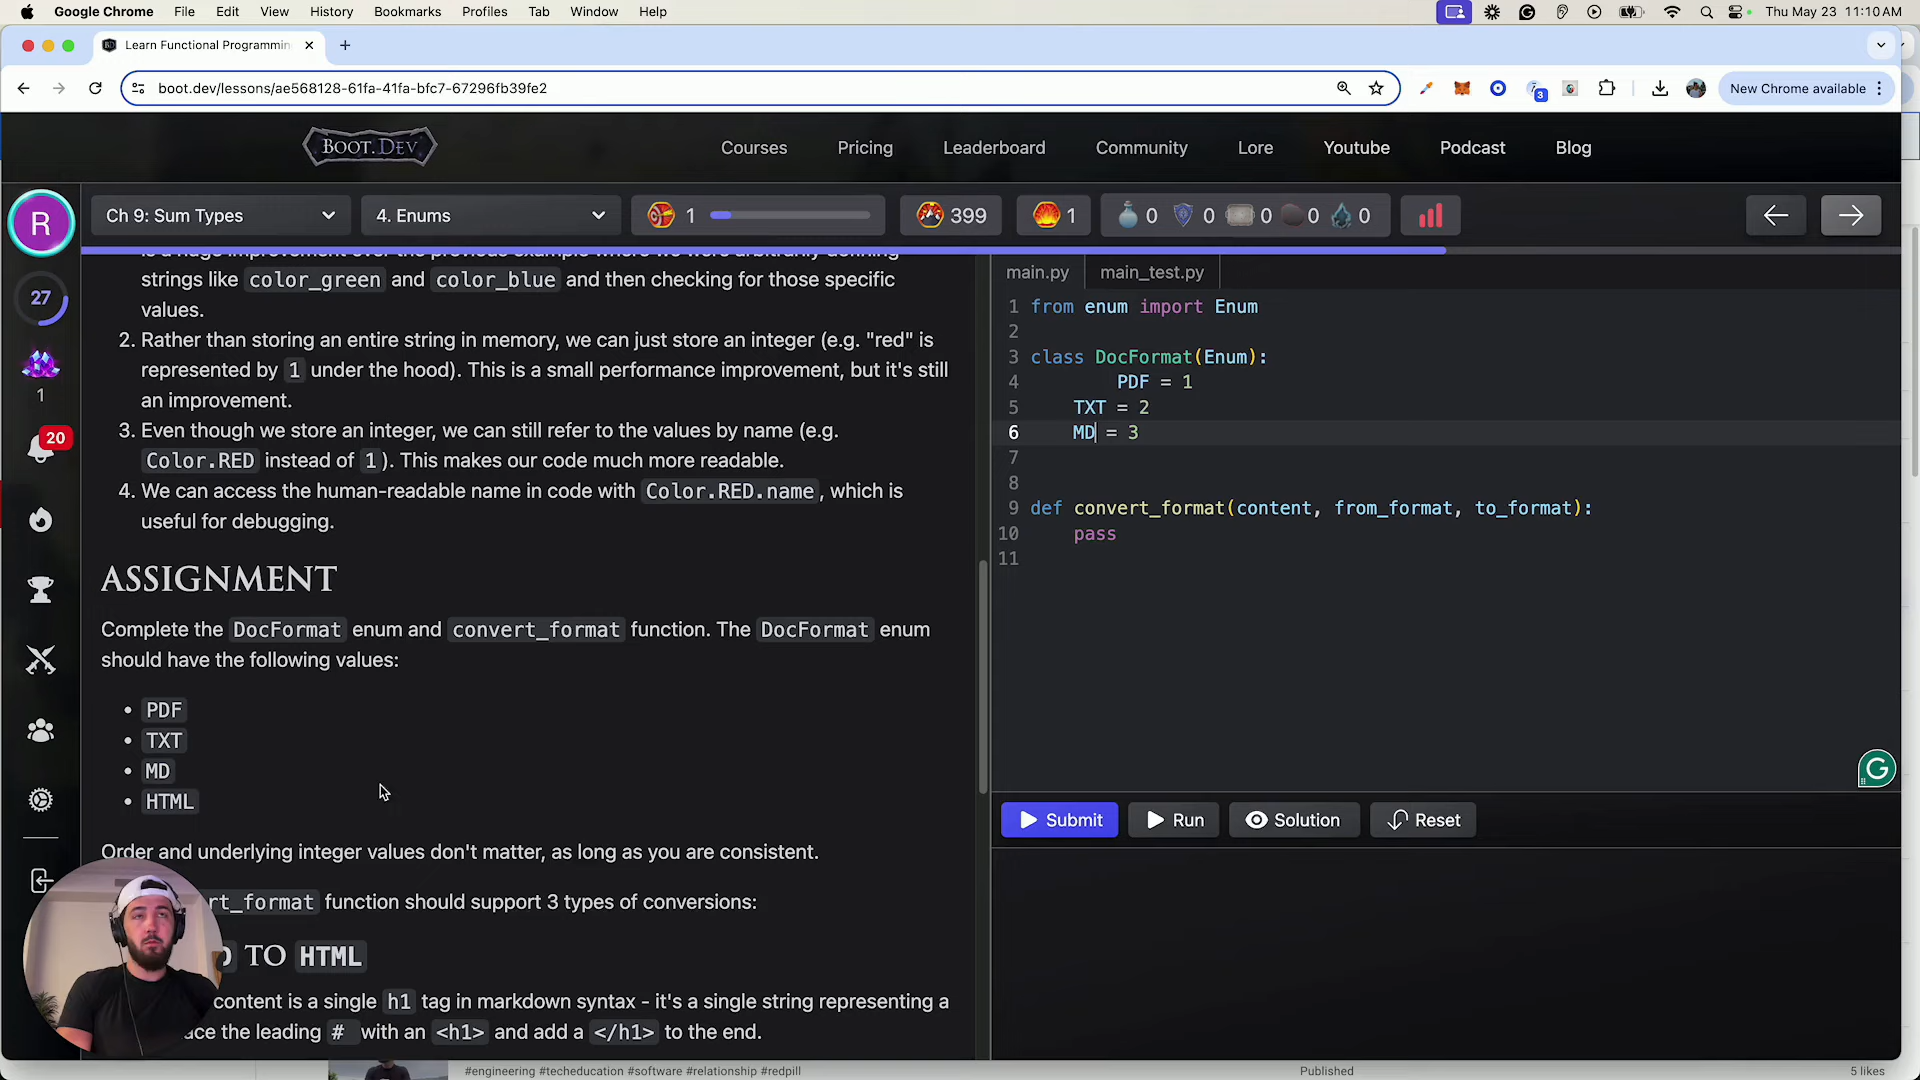 Google Chrome File Edit View History Bookmarks Profiles Tab Window Help Thu May 23 11:10 AM
Learn Functional Programmin
boot.dev/lessons/ae568128-61fa-41fa-bfc7-67296fb39fe2 3 New Chrome available
BOOT.DEV Courses Pricing Leaderboard Community Lore Youtube Podcast Blog
R Ch 9: Sum Types 4. Enums 1 399 1 0 0 0 0 0
27
1
20
is a huge improvement over the previous example where we were arbitrarily defining
strings like color_green and color_blue and then checking for those specific
values.
2. Rather than storing an entire string in memory, we can just store an integer (e.g. "red" is
represented by 1 under the hood). This is a small performance improvement, but it's still
an improvement.
3. Even though we store an integer, we can still refer to the values by name (e.g.
Color.RED instead of 1). This makes our code much more readable.
4. We can access the human-readable name in code with Color.RED.name, which is
useful for debugging.
ASSIGNMENT
Complete the DocFormat enum and convert_format function. The DocFormat enum
should have the following values:
• PDF
• TXT
• MD
• HTML
Order and underlying integer values don't matter, as long as you are consistent.
rt_format function should support 3 types of conversions:
TO HTML
content is a single h1 tag in markdown syntax - it's a single string representing a
ace the leading # with an <h1> and add a </h1> to the end.
main.py main_test.py
1 from enum import Enum
2
3 class DocFormat(Enum):
4         PDF = 1
5     TXT = 2
6     MD = 3
7
8
9 def convert_format(content, from_format, to_format):
10     pass
11
G
Submit Run Solution Reset
#engineering #techeducation #software #relationship #redpill Published 5 likes